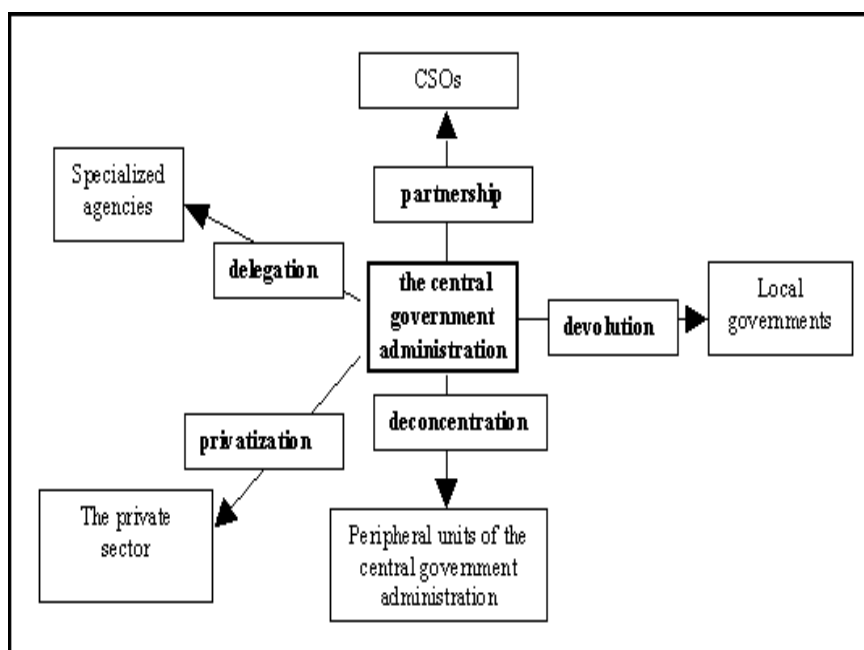 CSOs
partnership
Specialized
agencies
delegation
the central
government
administration
devolution
Local
governments
privatization
deconcentration
The private
sector
Peripheral units of the
central government
administration